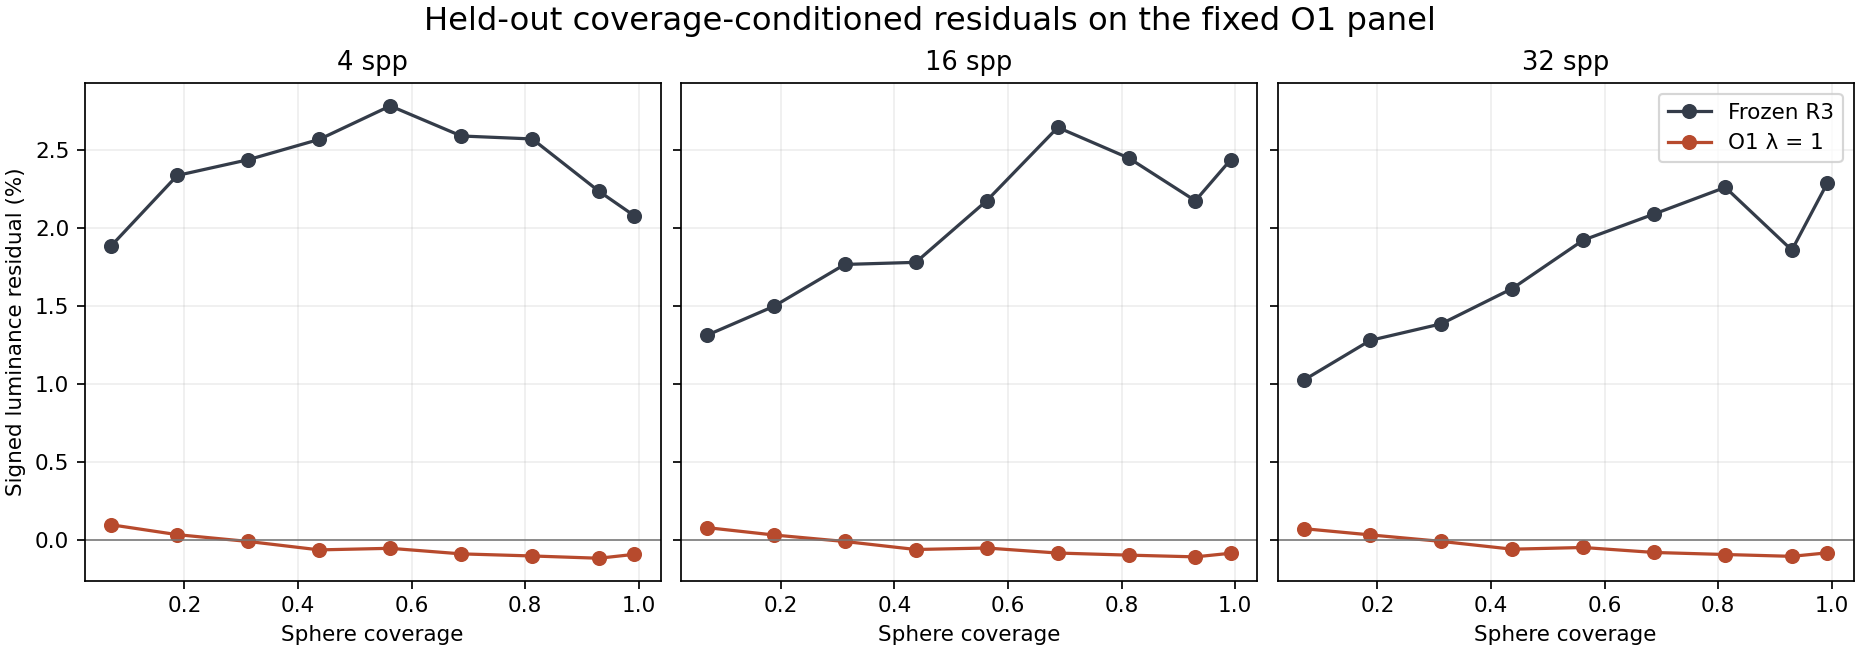 Held-out coverage-conditioned residuals on the fixed O1 panel
4 spp
16 spp
32 spp
Frozen R3
O1 λ = 1
Signed luminance residual (%)
2.5
2.0
1.5
1.0
0.5
0.0
0.2 0.4 0.6 0.8 1.0
0.2 0.4 0.6 0.8 1.0
0.2 0.4 0.6 0.8 1.0
Sphere coverage
Sphere coverage
Sphere coverage